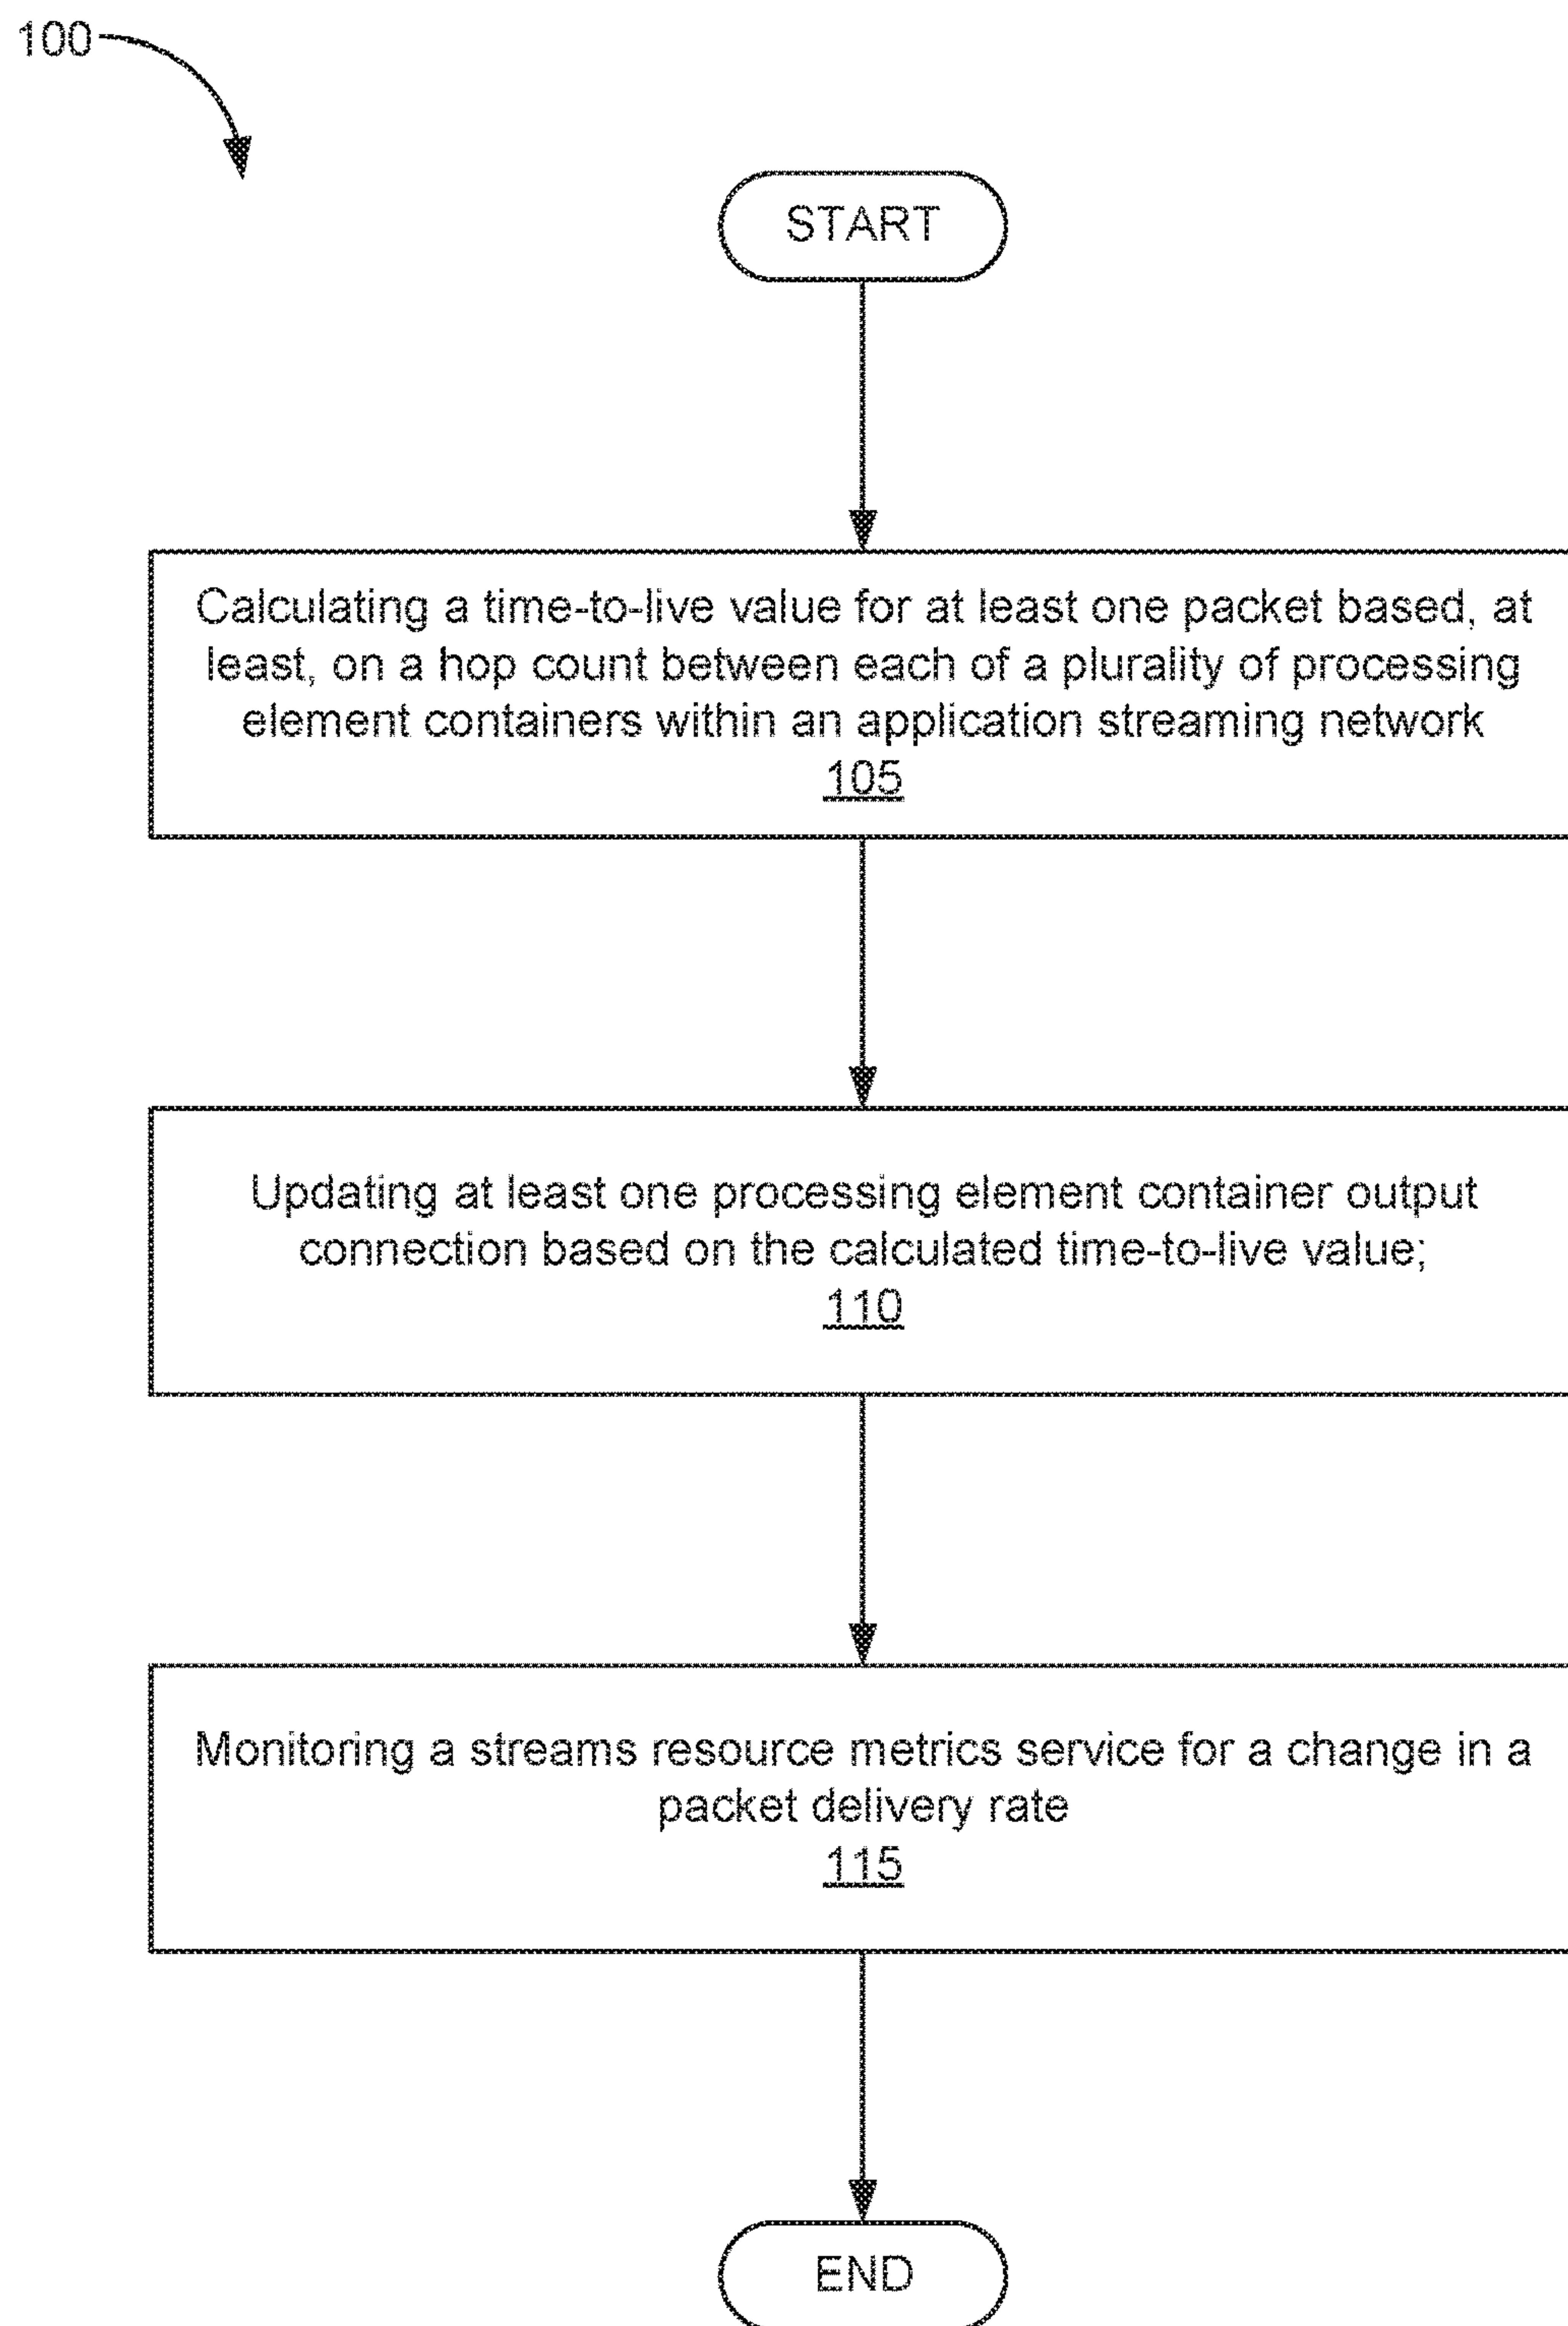 100
START
Calculating a time-to-live value for at least one packet based, at
least, on a hop count between each of a plurality of processing
element containers within an application streaming network
105
Updating at least one processing element container output
connection based on the calculated time-to-live value;
110
Monitoring a streams resource metrics service for a change in a
packet delivery rate
115
END